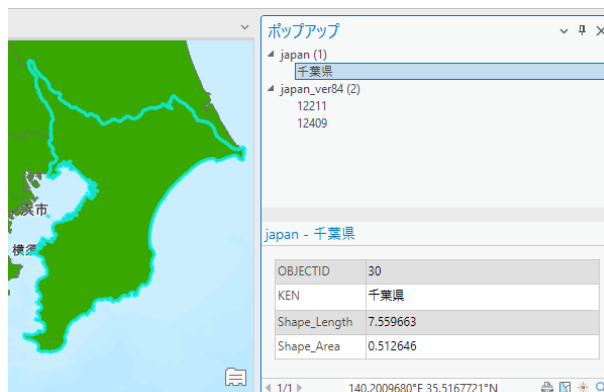 浜市
横須
ポップアップ
japan (1)
千葉県
japan_ver84 (2)
12211
12409
japan - 千葉県
OBJECTID 30
KEN 千葉県
Shape_Length 7.559663
Shape_Area 0.512646
1/1 140.2009680°E 35.5167721°N